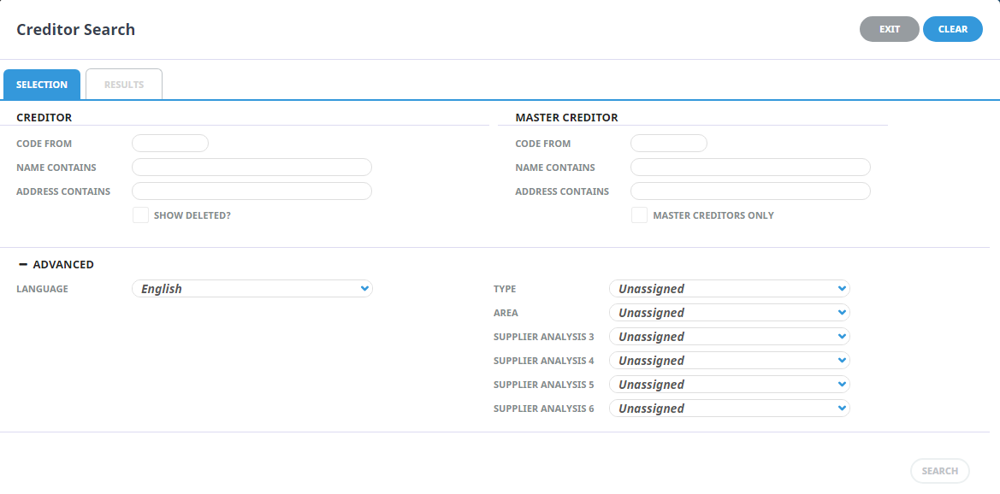 Creditor Search
EXIT
CLEAR
SELECTION
RESULTS
CREDITOR
CODE FROM
NAME CONTAINS
ADDRESS CONTAINS
SHOW DELETED?
MASTER CREDITOR
CODE FROM
NAME CONTAINS
ADDRESS CONTAINS
MASTER CREDITORS ONLY
ADVANCED
LANGUAGE English
TYPE Unassigned
AREA Unassigned
SUPPLIER ANALYSIS 3 Unassigned
SUPPLIER ANALYSIS 4 Unassigned
SUPPLIER ANALYSIS 5 Unassigned
SUPPLIER ANALYSIS 6 Unassigned
SEARCH